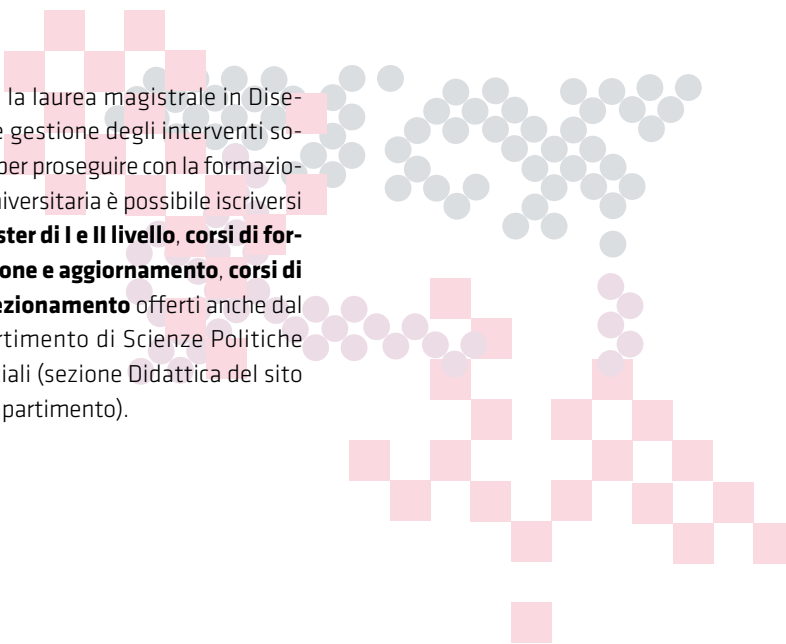 la laurea magistrale in Dise-
e gestione degli interventi so-
per proseguire con la formazio-
iversitaria è possibile iscriversi
ster di I e II livello, corsi di for-
one e aggiornamento, corsi di
ezionamento offerti anche dal
rtimento di Scienze Politiche
iali (sezione Didattica del sito
partimento).